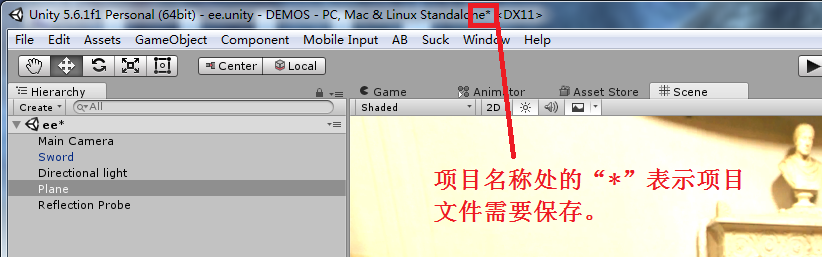 Unity 5.6.1f1 Personal (64bit) - ee.unity - DEMOS - PC, Mac & Linux Standalone* <DX11>
File Edit Assets GameObject Component Mobile Input AB Suck Window Help
Center Local
Hierarchy Game Animator Asset Store Scene
Create All Shaded 2D
ee*
Main Camera
Sword
Directional light
Plane
Reflection Probe
项目名称处的“*”表示项目
文件需要保存。